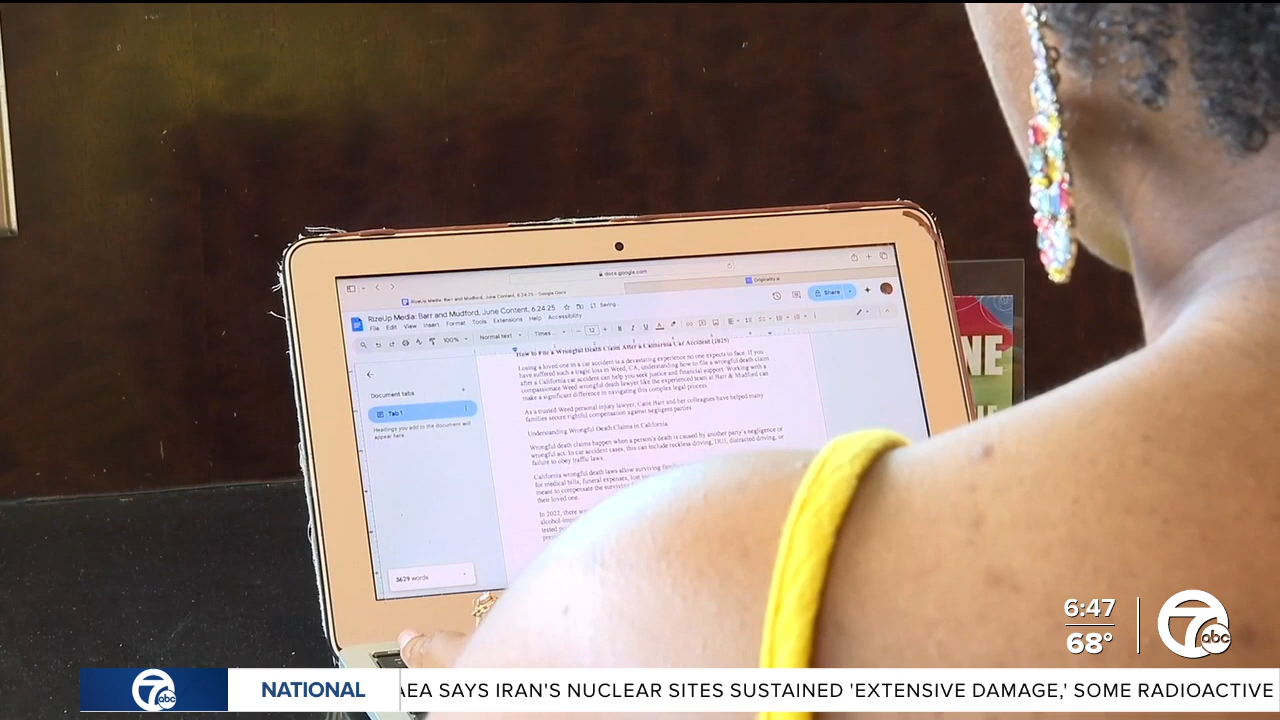 docs.google.com
RizeUp Media: Barr and Mudford, June Content, 6.24.25 - Google Docs
Originality.ai
RizeUp Media: Barr and Mudford, June Content, 6.24.25
Saving...
File Edit View Insert Format Tools Extensions Help Accessibility
Share
100% Normal text Times... 12 B I U A
How to File a Wrongful Death Claim After a California Car Accident (2025)
Losing a loved one in a car accident is a devastating experience no one expects to face. If you
have suffered such a tragic loss in Weed, CA, understanding how to file a wrongful death claim
after a California car accident can help you seek justice and financial support. Working with a
compassionate Weed wrongful death lawyer like the experienced team at Barr & Mudford can
make a significant difference in navigating this complex legal process.
As a trusted Weed personal injury lawyer, Catie Barr and her colleagues have helped many
families secure rightful compensation against negligent parties.
Understanding Wrongful Death Claims in California
Wrongful death claims happen when a person's death is caused by another party's negligence or
wrongful act. In car accident cases, this can include reckless driving, DUI, distracted driving, or
failure to obey traffic laws.
California wrongful death laws allow surviving
for medical bills, funeral expenses, lost
meant to compensate the surviving
their loved one.
In 2022, there
tested
Document tabs
Tab 1
Headings you add to the document will
appear here.
5629 words
NE
6:47
68°
7abc
7abc
NATIONAL
AEA SAYS IRAN'S NUCLEAR SITES SUSTAINED 'EXTENSIVE DAMAGE,' SOME RADIOACTIVE